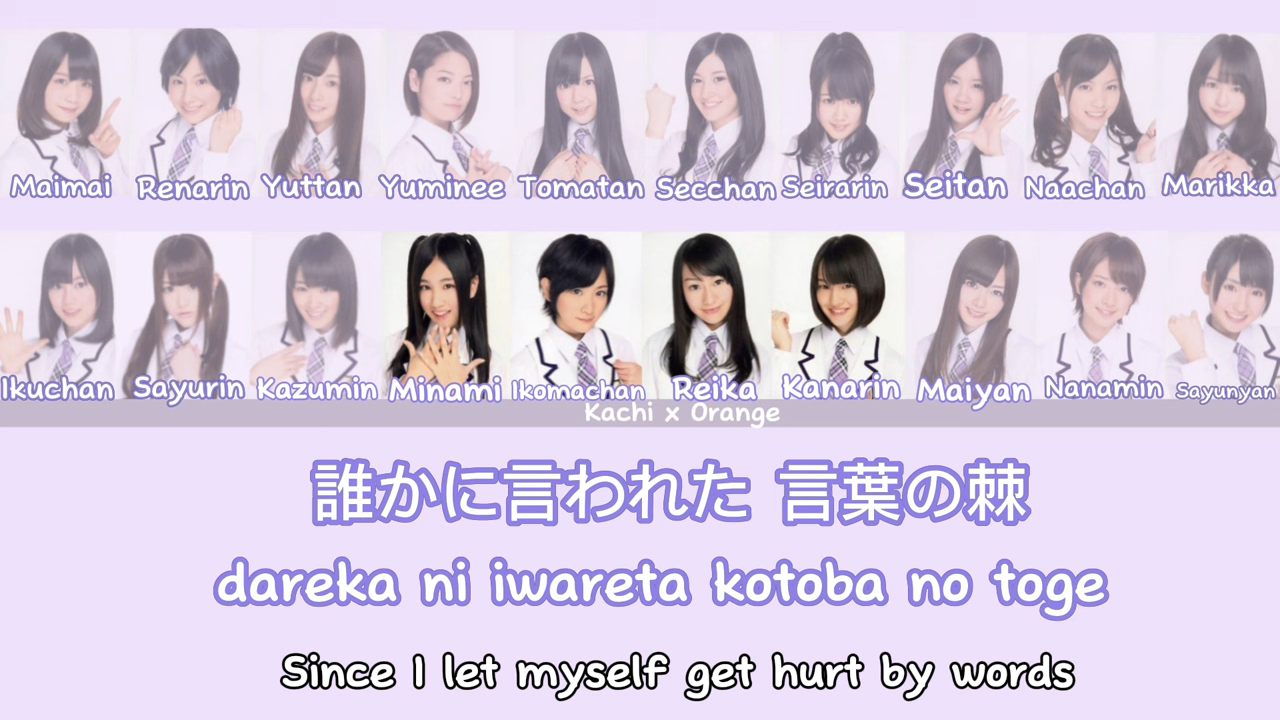 Maimai Renarin Yuttan Yuminee Tomatan Secchan Seirarin Seitan Naachan Marikka
Ikuchan Sayurin Kazumin Minami Ikomachan Reika Kanarin Maiyan Nanamin Sayunyan
Kachi x Orange
誰かに言われた 言葉の棘
dareka ni iwareta kotoba no toge
Since I let myself get hurt by words